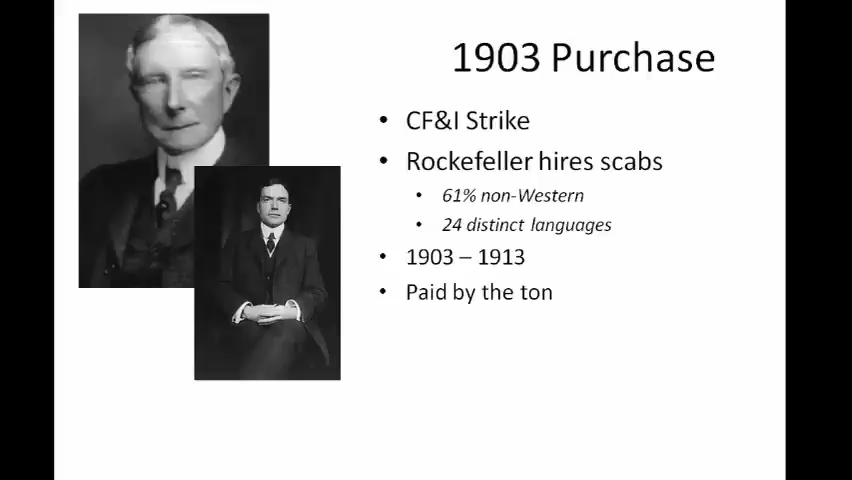 1903 Purchase
• CF&I Strike
• Rockefeller hires scabs
• 61% non-Western
• 24 distinct languages
• 1903 – 1913
• Paid by the ton